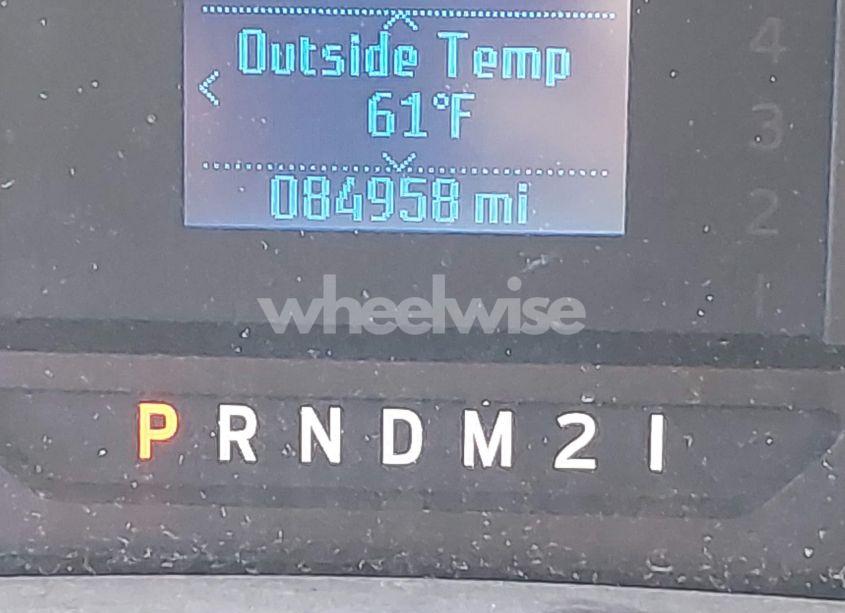 Outside Temp
61°F
084958 mi
4
3
2
1
wheelwise
P R N D M 2 1